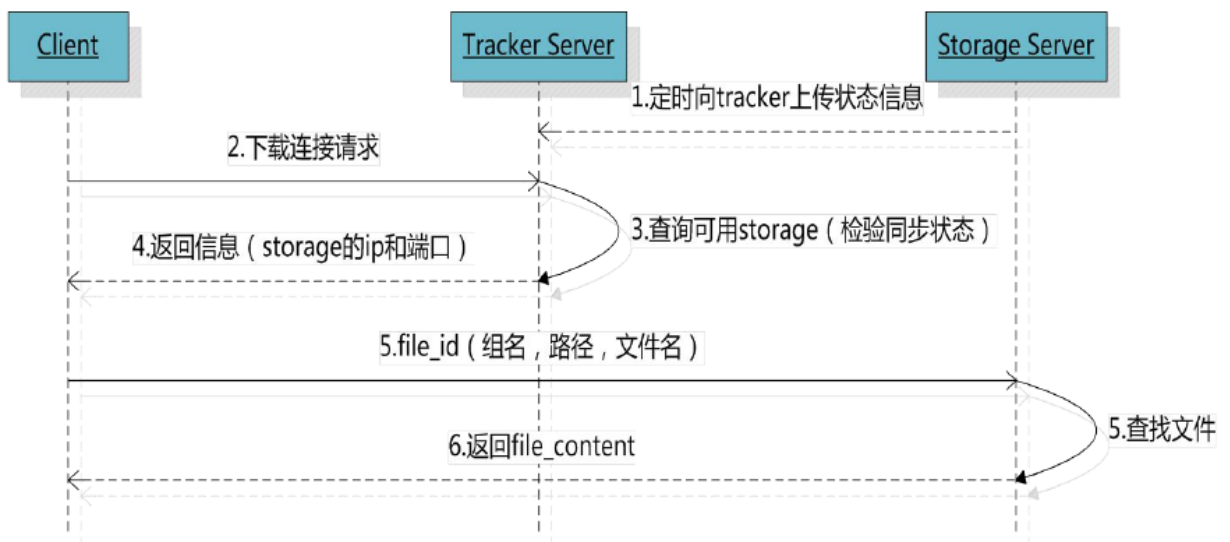 Client
Tracker Server
Storage Server
1.定时向tracker上传状态信息
2.下载连接请求
3.查询可用storage（检验同步状态）
4.返回信息（storage的ip和端口）
5.file_id（组名，路径，文件名）
5.查找文件
6.返回file_content